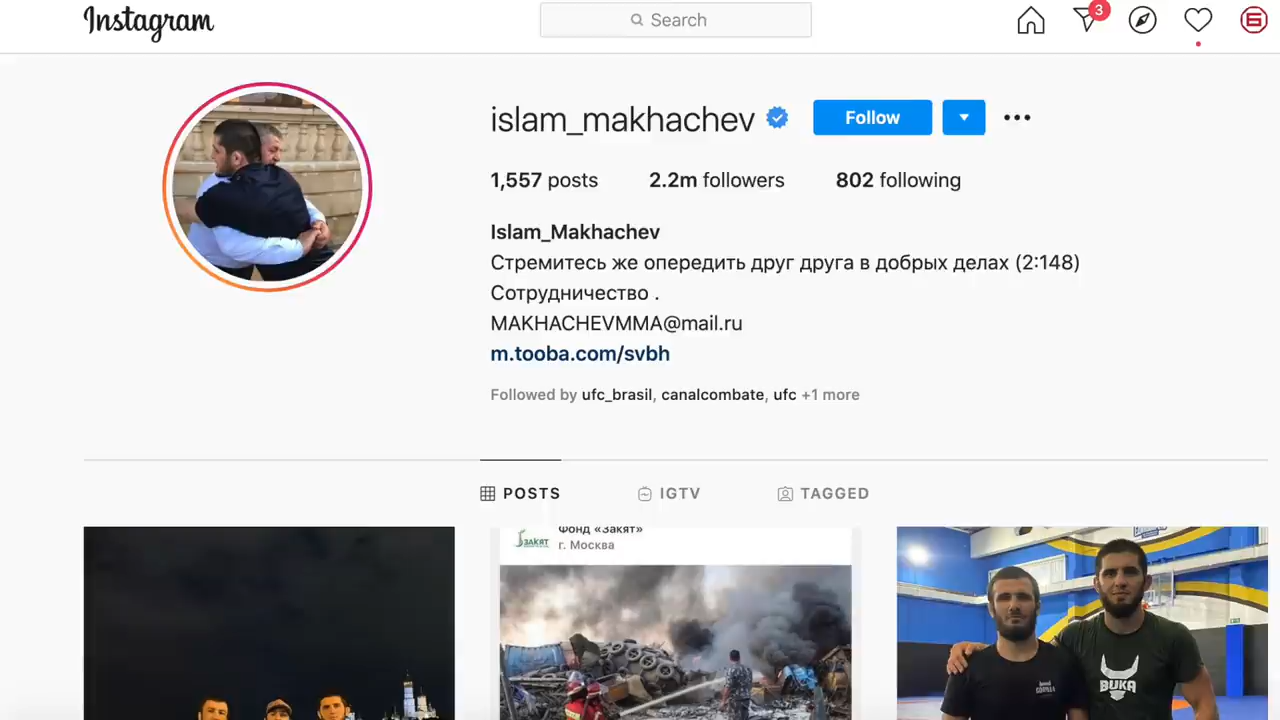 Instagram
Search
3
islam_makhachev
Follow
1,557 posts
2.2m followers
802 following
Islam_Makhachev
Стремитесь же опередить друг друга в добрых делах (2:148)
Сотрудничество .
MAKHACHEVMMA@mail.ru
m.tooba.com/svbh
Followed by ufc_brasil, canalcombate, ufc +1 more
POSTS
IGTV
TAGGED
Фонд «Закят»
ЗАКЯТ
г. Москва
GORILLA
BUKA